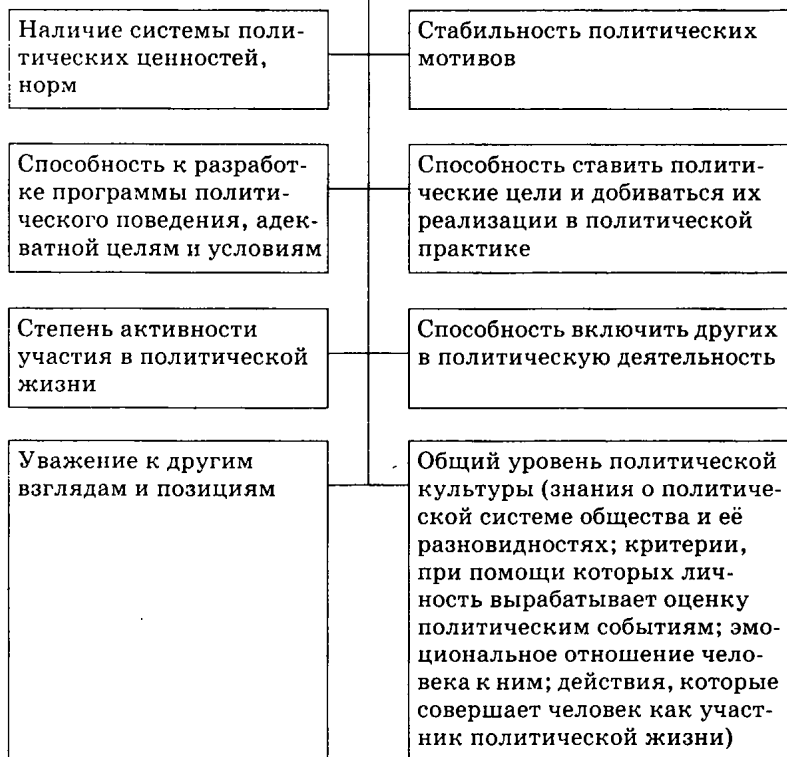 Наличие системы поли-
тических ценностей,
норм
Стабильность политических
мотивов
Способность к разработ-
ке программы полити-
ческого поведения, адек-
ватной целям и условиям
Способность ставить полити-
ческие цели и добиваться их
реализации в политической
практике
Степень активности
участия в политической
жизни
Способность включить других
в политическую деятельность
Уважение к другим
взглядам и позициям
Общий уровень политической
культуры (знания о политиче-
ской системе общества и её
разновидностях; критерии,
при помощи которых лич-
ность вырабатывает оценку
политическим событиям; эмо-
циональное отношение чело-
века к ним; действия, которые
совершает человек как участ-
ник политической жизни)